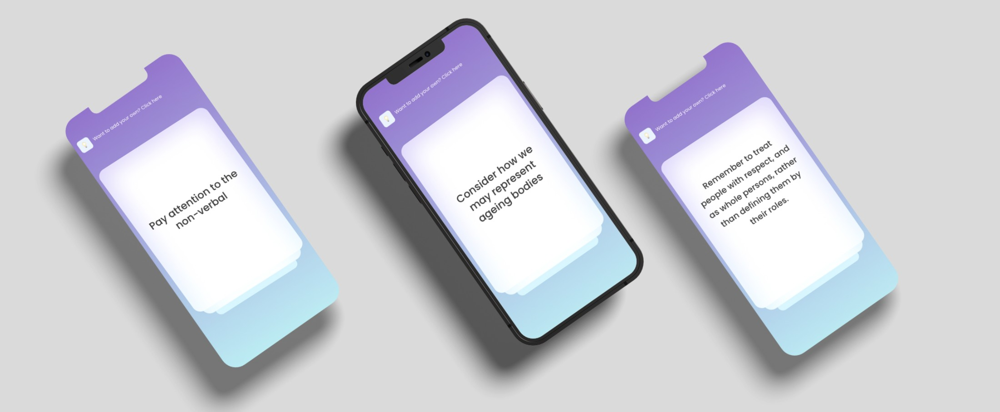 Want to add your own? Click here
Pay attention to the
non-verbal
Want to add your own? Click here
Consider how we
may represent
ageing bodies
Want to add your own? Click here
Remember to treat
people with respect, and
as whole persons, rather
than defining them by
their roles.